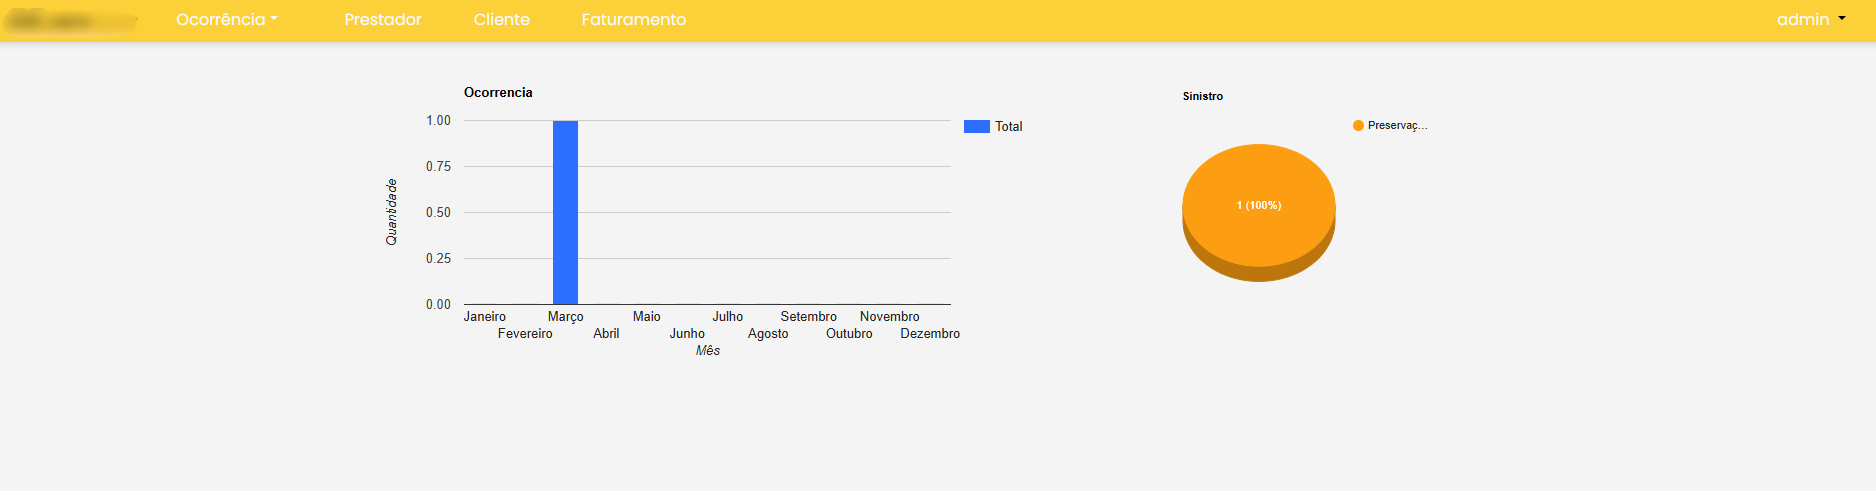 Ocorrência Prestador Cliente Faturamento admin
Ocorrencia
1.00
0.75
0.50
0.25
0.00
Quantidade
Janeiro Março Maio Julho Setembro Novembro
Fevereiro Abril Junho Agosto Outubro Dezembro
Mês
Total
Sinistro
Preservaç...
1 (100%)